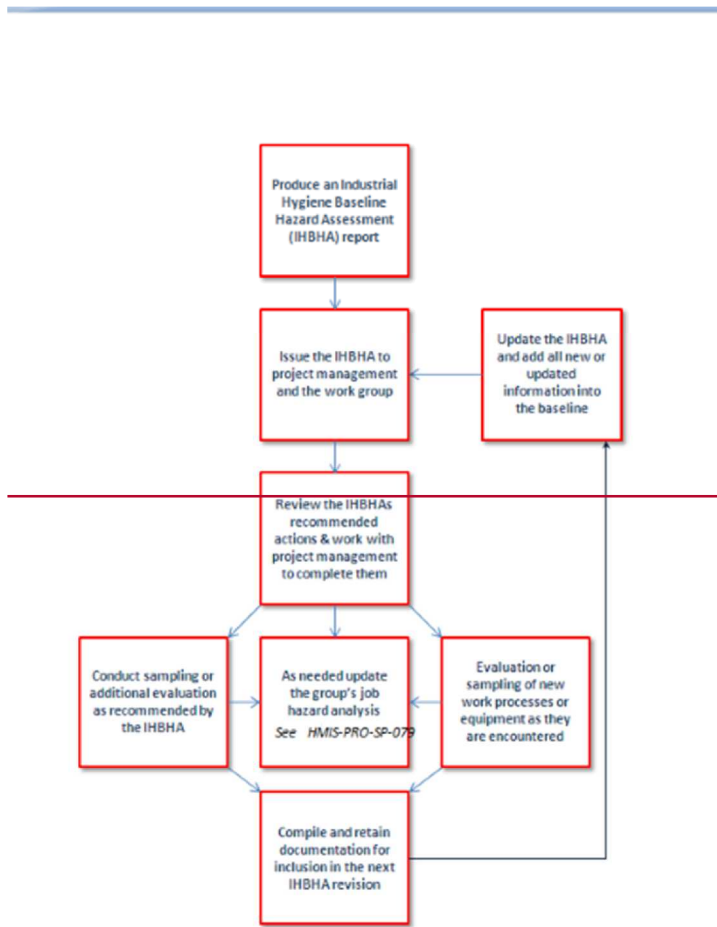 Produce an Industrial
Hygiene Baseline
Hazard Assessment
(IHBHA) report
Issue the IHBHA to
project management
and the work group
Update the IHBHA
and add all new or
updated
information into
the baseline
Review the IHBHAs
recommended
actions & work with
project management
to complete them
Conduct sampling or
additional evaluation
as recommended by
the IHBHA
As needed update
the group's job
hazard analysis
See HMIS-PRO-SP-079
Evaluation or
sampling of new
work processes or
equipment as they
are encountered
Compile and retain
documentation for
inclusion in the next
IHBHA revision